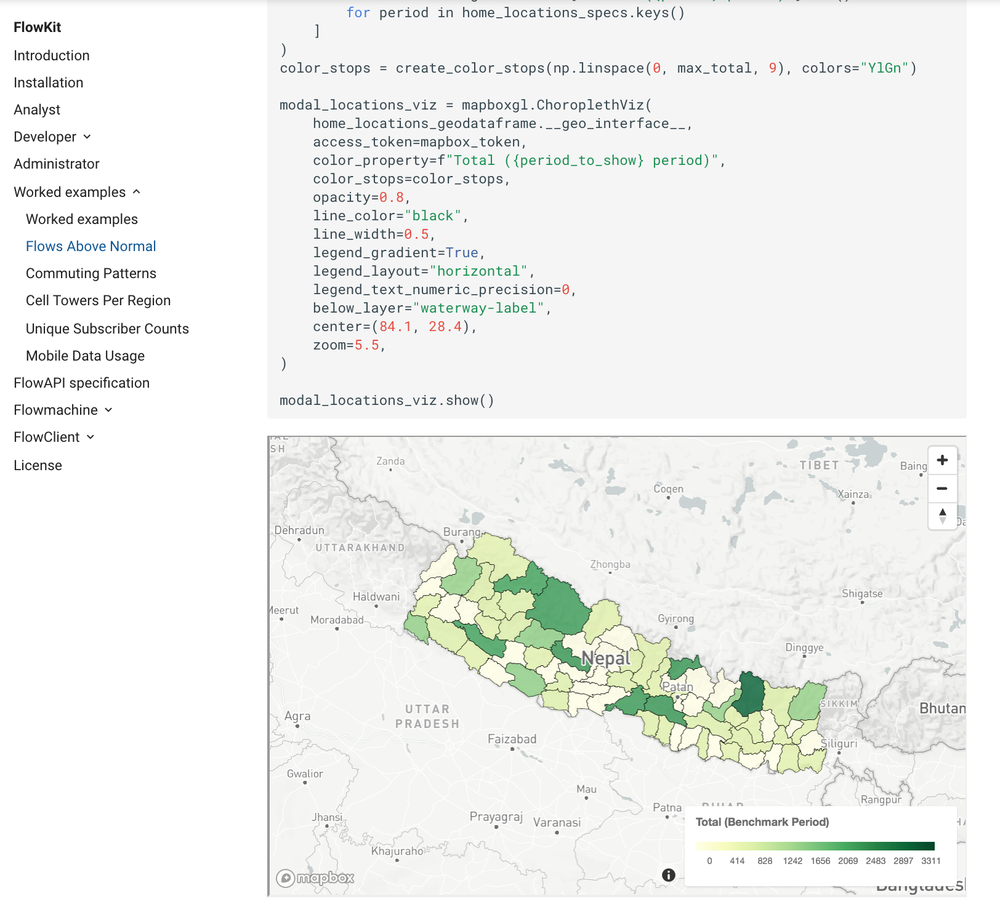 FlowKit
Introduction
Installation
Analyst
Developer
Administrator
Worked examples
Worked examples
Flows Above Normal
Commuting Patterns
Cell Towers Per Region
Unique Subscriber Counts
Mobile Data Usage
FlowAPI specification
Flowmachine
FlowClient
License
for period in home_locations_specs.keys()
]
)
color_stops = create_color_stops(np.linspace(0, max_total, 9), colors="YlGn")
modal_locations_viz = mapboxgl.ChoroplethViz(
home_locations_geodataframe.__geo_interface__,
access_token=mapbox_token,
color_property=f"Total ({period_to_show} period)",
color_stops=color_stops,
opacity=0.8,
line_color="black",
line_width=0.5,
legend_gradient=True,
legend_layout="horizontal",
legend_text_numeric_precision=0,
below_layer="waterway-label",
center=(84.1, 28.4),
zoom=5.5,
)
modal_locations_viz.show()
SH
Zanda
TIBET
Baing
Coqen
Xainza
Dehradun
Burang
UTTARAKHAND
Zhongba
Haldwani
Shigatse
Meerut
Moradabad
Gyirong
Dinggye
Nepal
Patan
SIKKIM
Bhutan
Agra
UTTAR
PRADESH
Faizabad
Siliguri
Gwalior
Mau
Rangpur
Patna
BIHAR
Jhansi
Prayagraj
Varanasi
Khajuraho
Total (Benchmark Period)
0 414 828 1242 1656 2069 2483 2897 3311
mapbox
Bangladesh